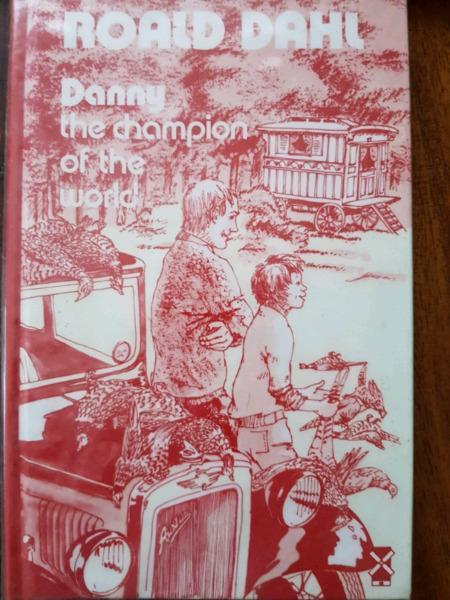 ROALD DAHL
Danny
the champion
of the
world